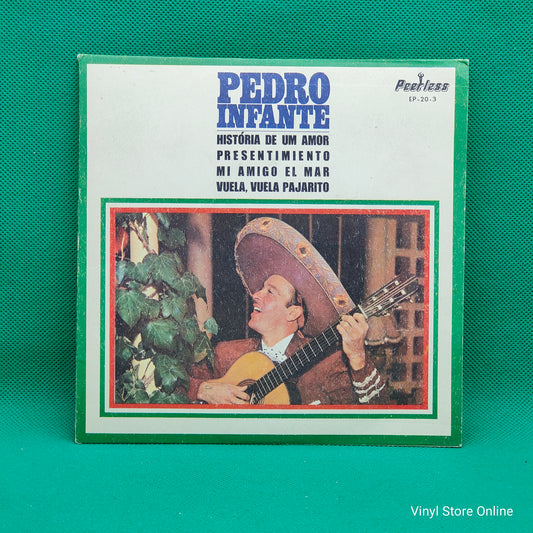 PEDRO
INFANTE
HISTÓRIA DE UM AMOR
PRESENTIMIENTO
MI AMIGO EL MAR
VUELA, VUELA PAJARITO
Peerless
EP-20-3
Vinyl Store Online